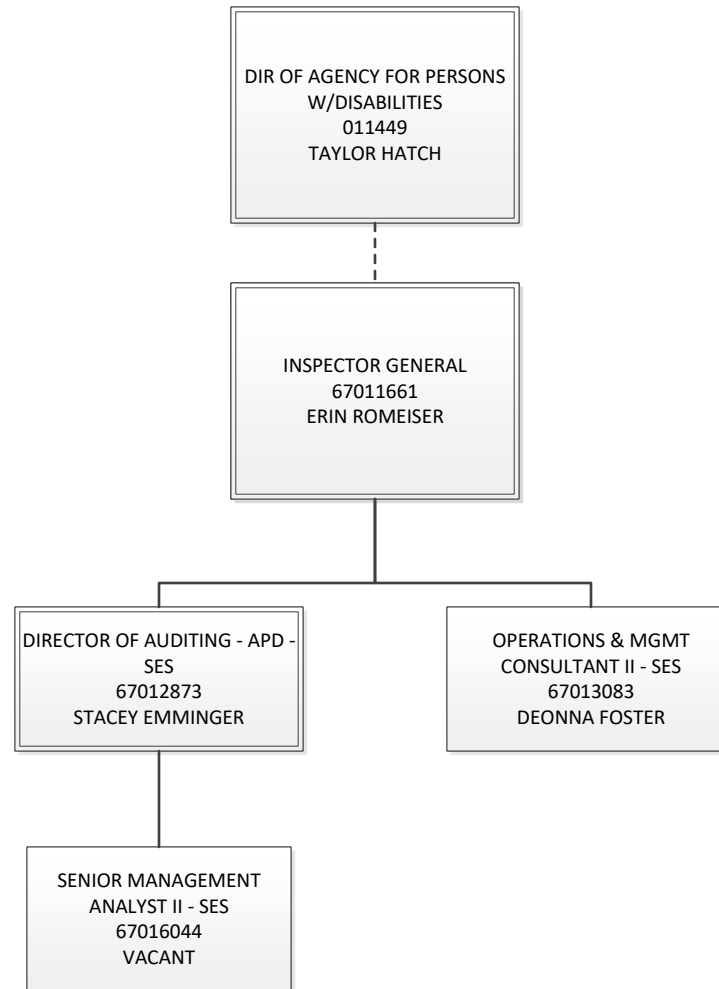 DIR OF AGENCY FOR PERSONS
W/DISABILITIES
011449
TAYLOR HATCH
INSPECTOR GENERAL
67011661
ERIN ROMEISER
DIRECTOR OF AUDITING - APD -
SES
67012873
STACEY EMMINGER
OPERATIONS & MGMT
CONSULTANT II - SES
67013083
DEONNA FOSTER
SENIOR MANAGEMENT
ANALYST II - SES
67016044
VACANT